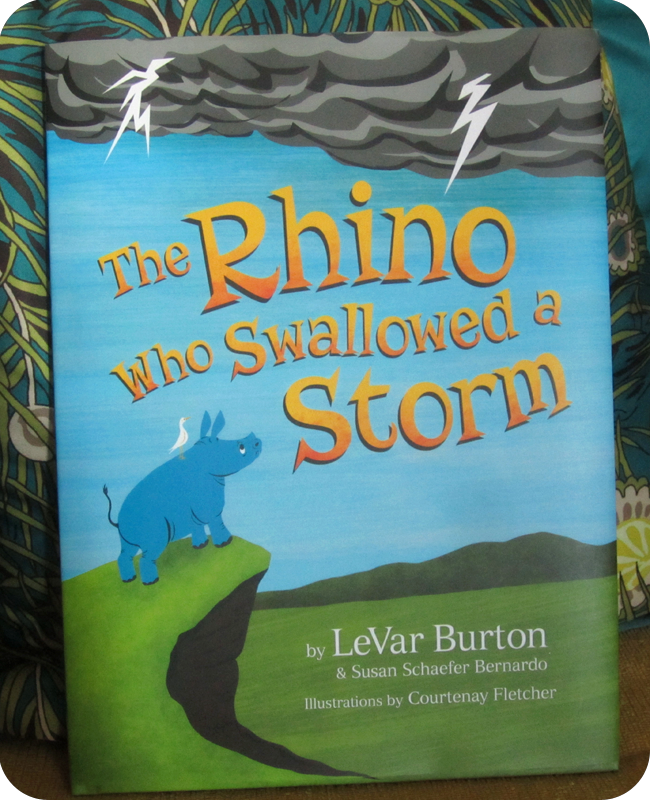 The Rhino
Who Swallowed a
Storm
by LeVar Burton
& Susan Schaefer Bernardo
Illustrations by Courtenay Fletcher